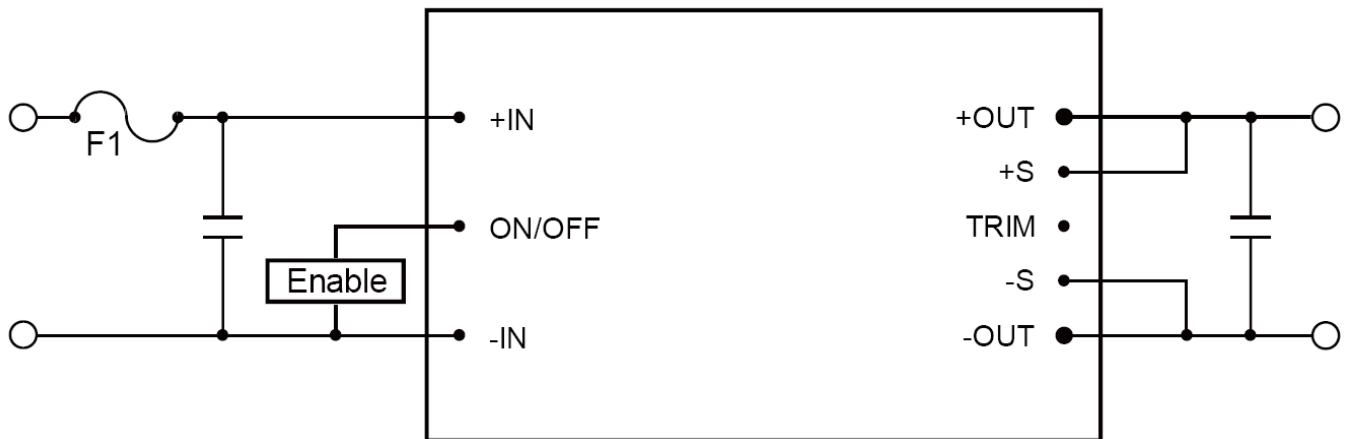 F1
+IN
ON/OFF
Enable
-IN
+OUT
+S
TRIM
-S
-OUT